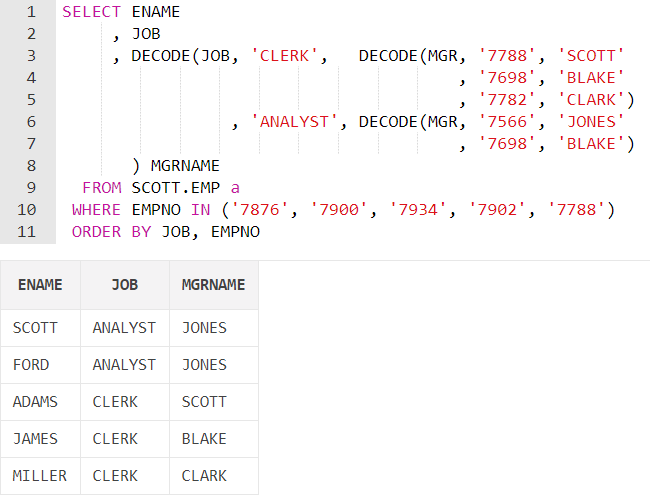 1 SELECT ENAME
2 , JOB
3 , DECODE(JOB, 'CLERK', DECODE(MGR, '7788', 'SCOTT'
4 , '7698', 'BLAKE'
5 , '7782', 'CLARK')
6 , 'ANALYST', DECODE(MGR, '7566', 'JONES'
7 , '7698', 'BLAKE')
8 ) MGRNAME
9 FROM SCOTT.EMP a
10 WHERE EMPNO IN ('7876', '7900', '7934', '7902', '7788')
11 ORDER BY JOB, EMPNO
ENAME JOB MGRNAME
SCOTT ANALYST JONES
FORD ANALYST JONES
ADAMS CLERK SCOTT
JAMES CLERK BLAKE
MILLER CLERK CLARK